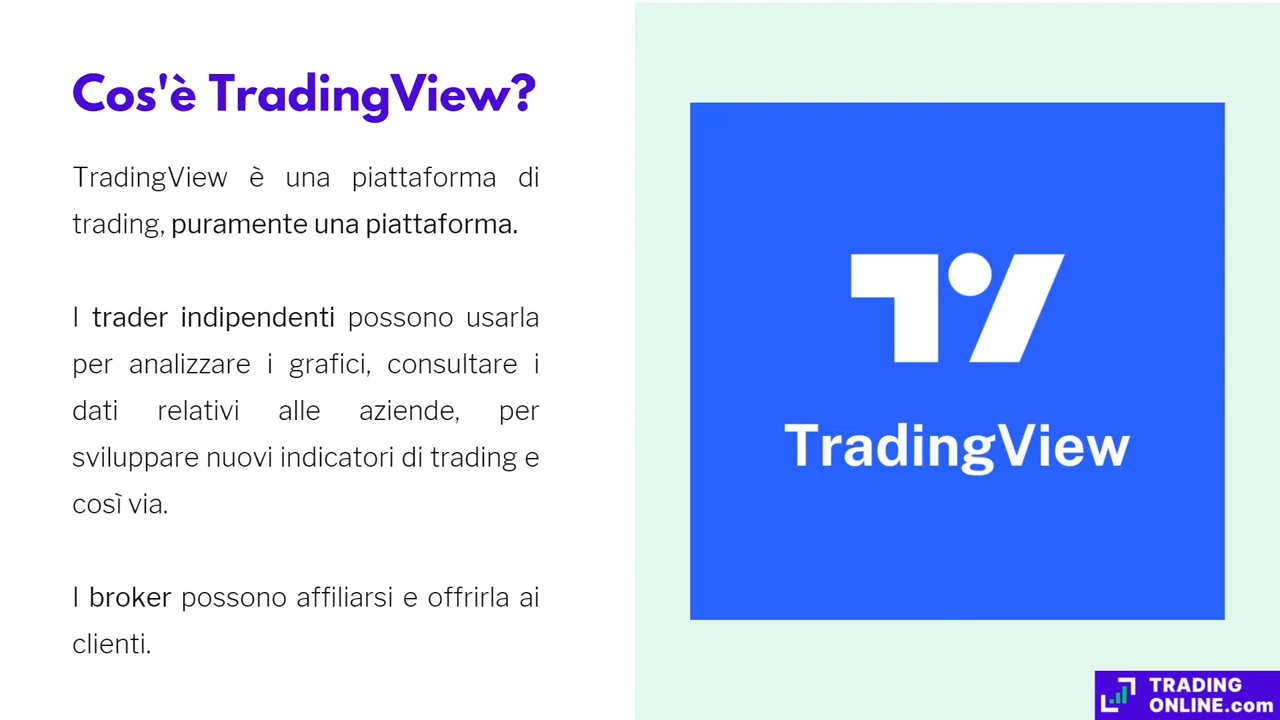 Cos'è TradingView?
TradingView è una piattaforma di
trading, puramente una piattaforma.
I trader indipendenti possono usarla
per analizzare i grafici, consultare i
dati relativi alle aziende, per
sviluppare nuovi indicatori di trading e
così via.
I broker possono affiliarsi e offrirla ai
clienti.
TradingView
TRADING
ONLINE.com